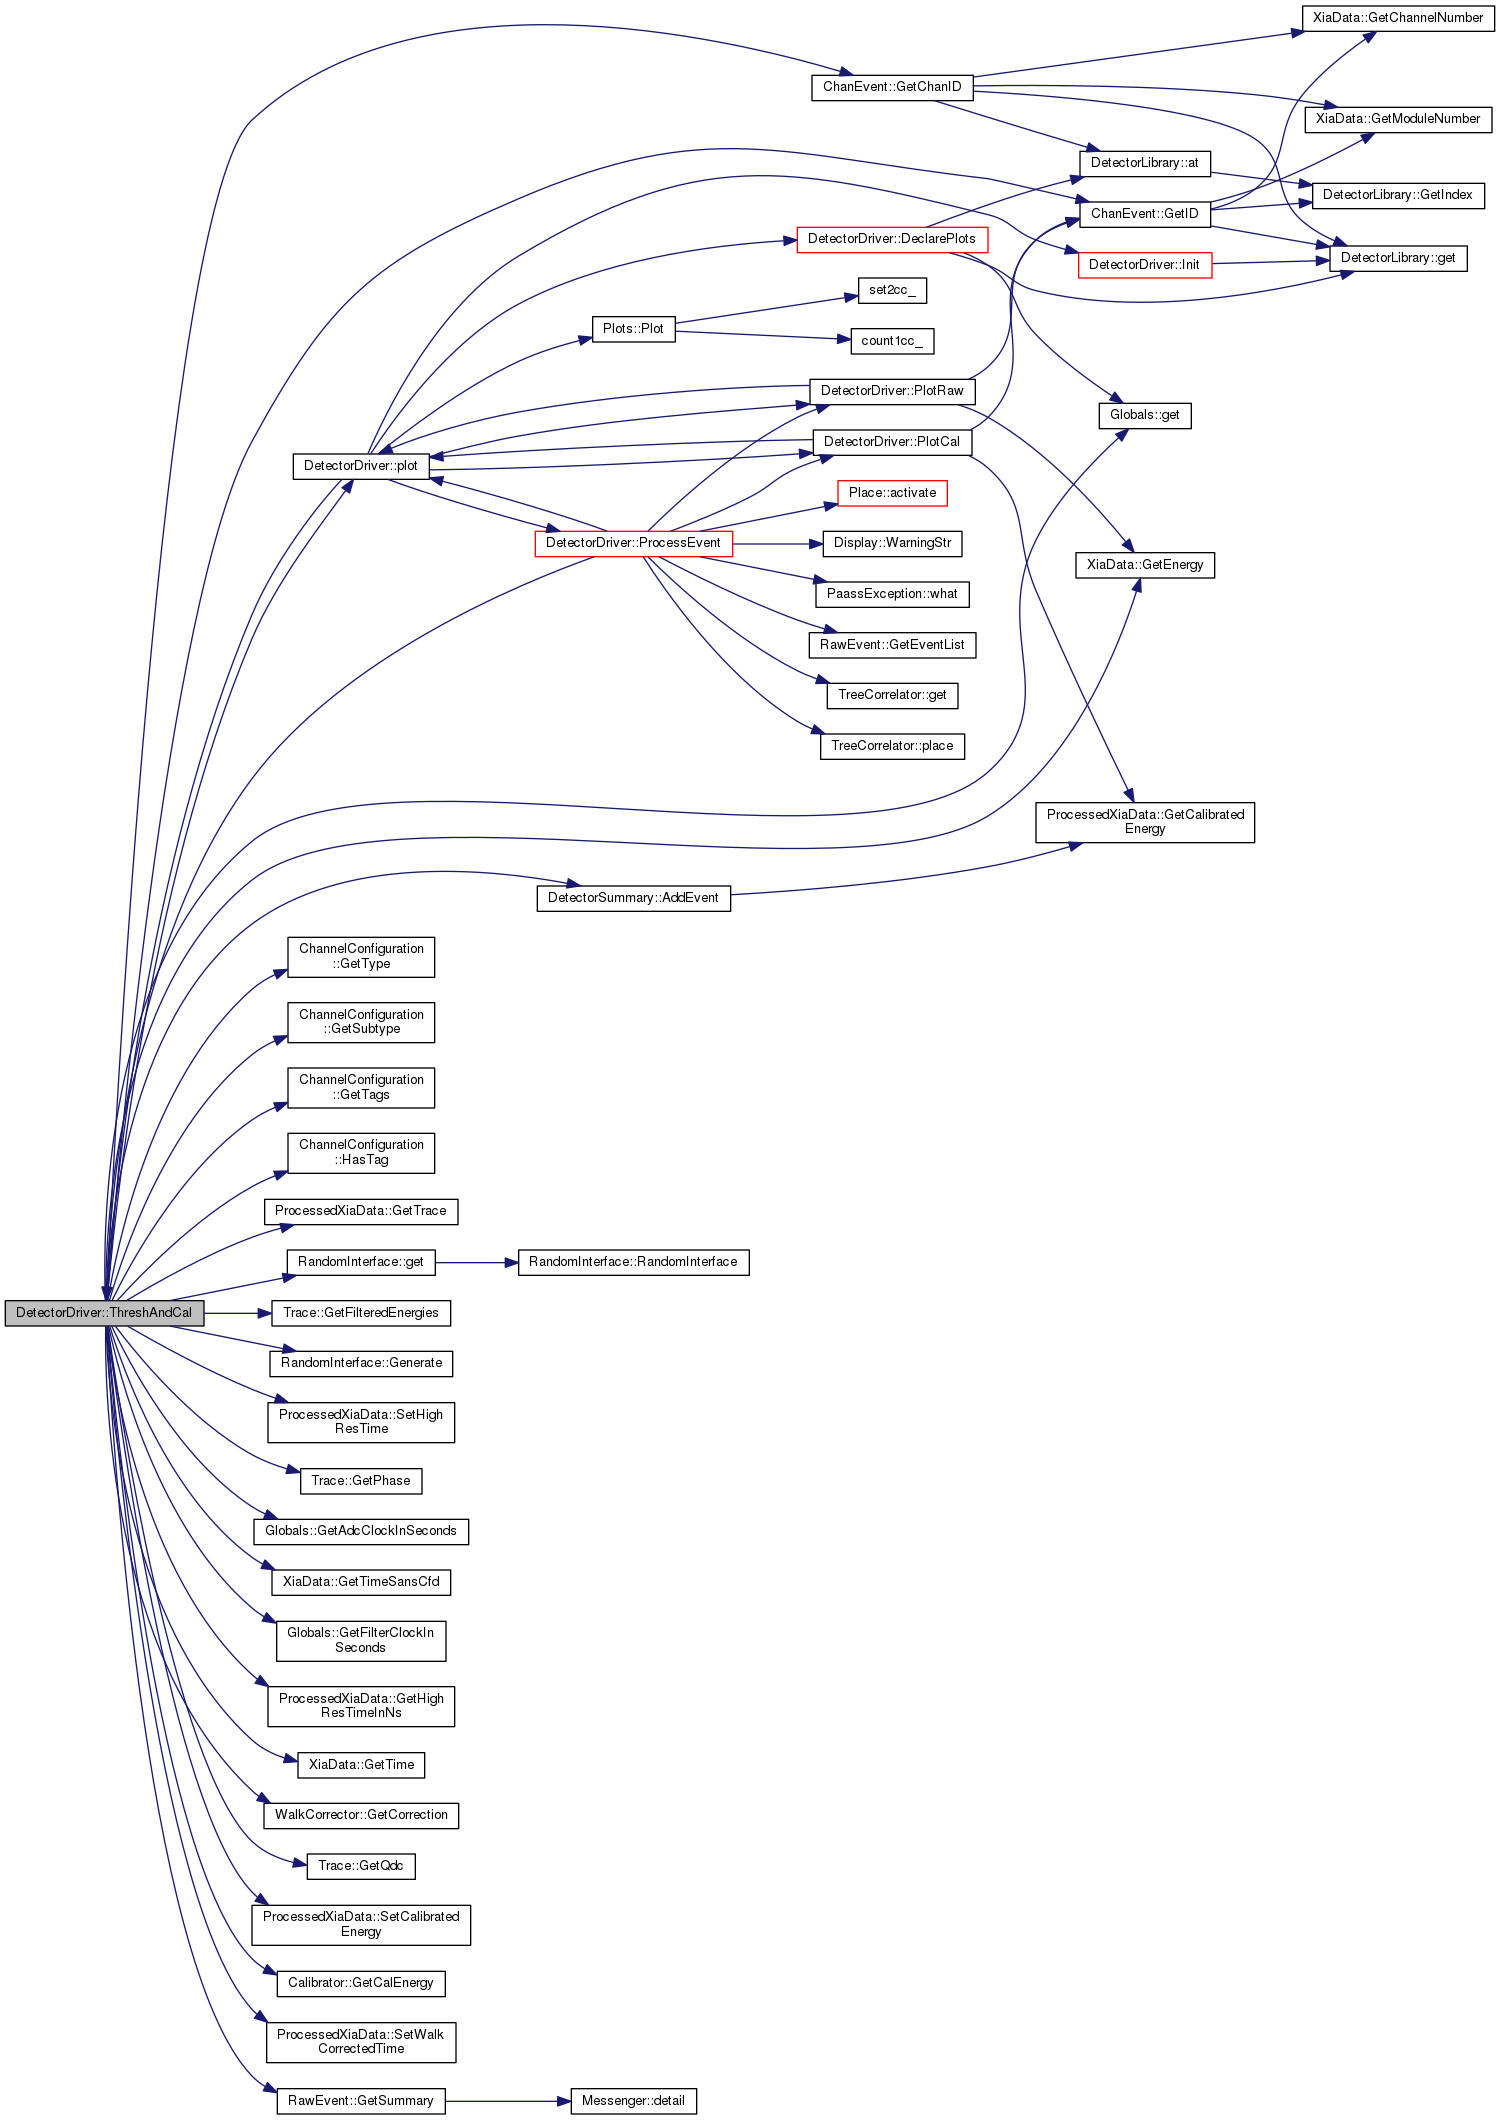 XiaData::GetChannelNumber
ChanEvent::GetChanID
XiaData::GetModuleNumber
DetectorLibrary::at
DetectorLibrary::GetIndex
ChanEvent::GetID
DetectorDriver::DeclarePlots
DetectorLibrary::get
DetectorDriver::Init
set2cc_
Plots::Plot
count1cc_
DetectorDriver::PlotRaw
Globals::get
DetectorDriver::PlotCal
DetectorDriver::plot
Place::activate
DetectorDriver::ProcessEvent
Display::WarningStr
XiaData::GetEnergy
PaassException::what
RawEvent::GetEventList
TreeCorrelator::get
TreeCorrelator::place
ProcessedXiaData::GetCalibrated
Energy
DetectorSummary::AddEvent
ChannelConfiguration
::GetType
ChannelConfiguration
::GetSubtype
ChannelConfiguration
::GetTags
ChannelConfiguration
::HasTag
ProcessedXiaData::GetTrace
RandomInterface::get
RandomInterface::RandomInterface
DetectorDriver::ThreshAndCal
Trace::GetFilteredEnergies
RandomInterface::Generate
ProcessedXiaData::SetHigh
ResTime
Trace::GetPhase
Globals::GetAdcClockInSeconds
XiaData::GetTimeSansCfd
Globals::GetFilterClockIn
Seconds
ProcessedXiaData::GetHigh
ResTimeInNs
XiaData::GetTime
WalkCorrector::GetCorrection
Trace::GetQdc
ProcessedXiaData::SetCalibrated
Energy
Calibrator::GetCalEnergy
ProcessedXiaData::SetWalk
CorrectedTime
RawEvent::GetSummary
Messenger::detail